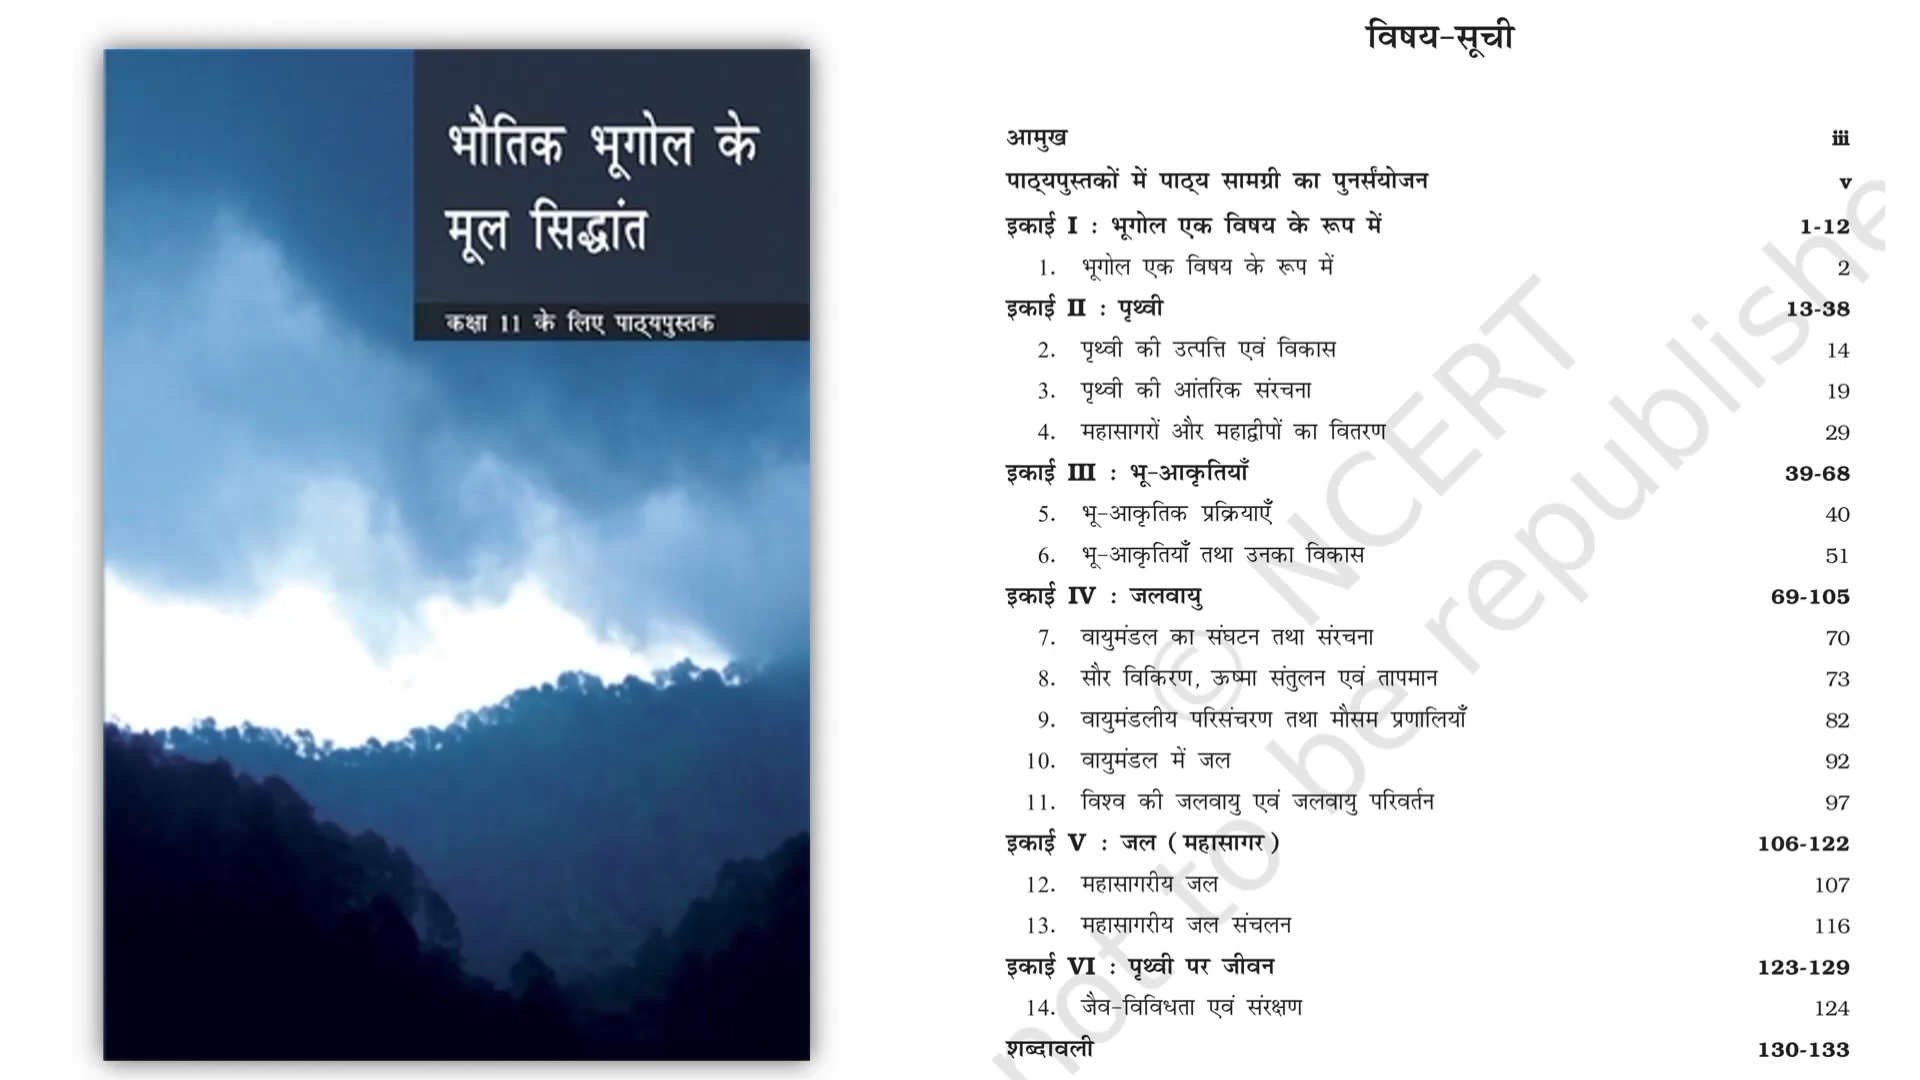 भौतिक भूगोल के
मूल सिद्धांत
कक्षा 11 के लिए पाठ्यपुस्तक
विषय-सूची
आमुख iii
पाठ्यपुस्तकों में पाठ्य सामग्री का पुनर्संयोजन v
इकाई I : भूगोल एक विषय के रूप में 1-12
1. भूगोल एक विषय के रूप में 2
इकाई II : पृथ्वी 13-38
2. पृथ्वी की उत्पत्ति एवं विकास 14
3. पृथ्वी की आंतरिक संरचना 19
4. महासागरों और महाद्वीपों का वितरण 29
इकाई III : भू-आकृतियाँ 39-68
5. भू-आकृतिक प्रक्रियाएँ 40
6. भू-आकृतियाँ तथा उनका विकास 51
इकाई IV : जलवायु 69-105
7. वायुमंडल का संघटन तथा संरचना 70
8. सौर विकिरण, ऊष्मा संतुलन एवं तापमान 73
9. वायुमंडलीय परिसंचरण तथा मौसम प्रणालियाँ 82
10. वायुमंडल में जल 92
11. विश्व की जलवायु एवं जलवायु परिवर्तन 97
इकाई V : जल (महासागर) 106-122
12. महासागरीय जल 107
13. महासागरीय जल संचलन 116
इकाई VI : पृथ्वी पर जीवन 123-129
14. जैव-विविधता एवं संरक्षण 124
शब्दावली 130-133
© NCERT
not to be republishe